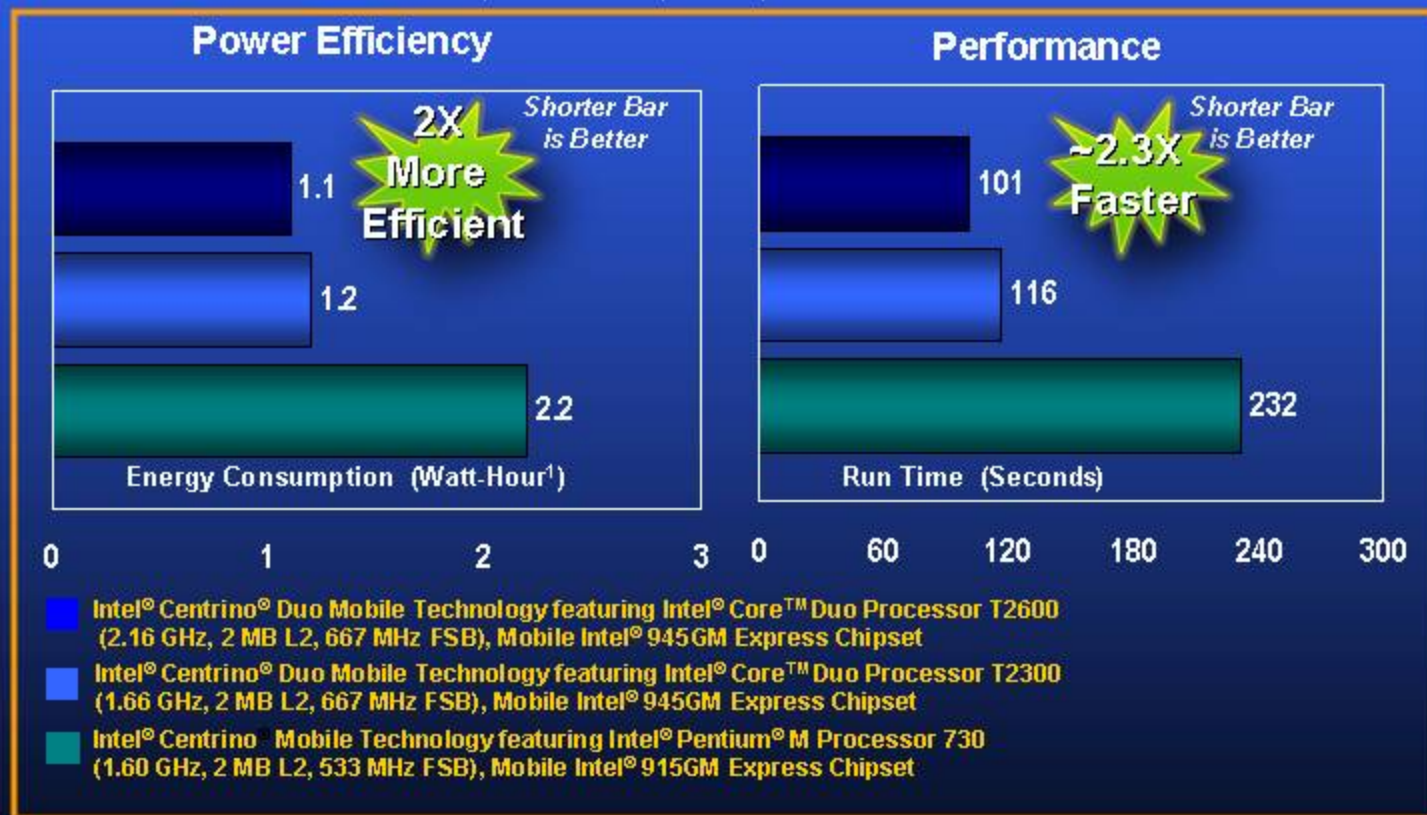 Power Efficiency
Shorter Bar
is Better
2X
More
Efficient
1.1
1.2
2.2
Energy Consumption (Watt-Hour¹)
0 1 2 3
Performance
Shorter Bar
is Better
~2.3X
Faster
101
116
232
Run Time (Seconds)
0 60 120 180 240 300
Intel® Centrino® Duo Mobile Technology featuring Intel® Core™ Duo Processor T2600
(2.16 GHz, 2 MB L2, 667 MHz FSB), Mobile Intel® 945GM Express Chipset
Intel® Centrino® Duo Mobile Technology featuring Intel® Core™ Duo Processor T2300
(1.66 GHz, 2 MB L2, 667 MHz FSB), Mobile Intel® 945GM Express Chipset
Intel® Centrino® Mobile Technology featuring Intel® Pentium® M Processor 730
(1.60 GHz, 2 MB L2, 533 MHz FSB), Mobile Intel® 915GM Express Chipset